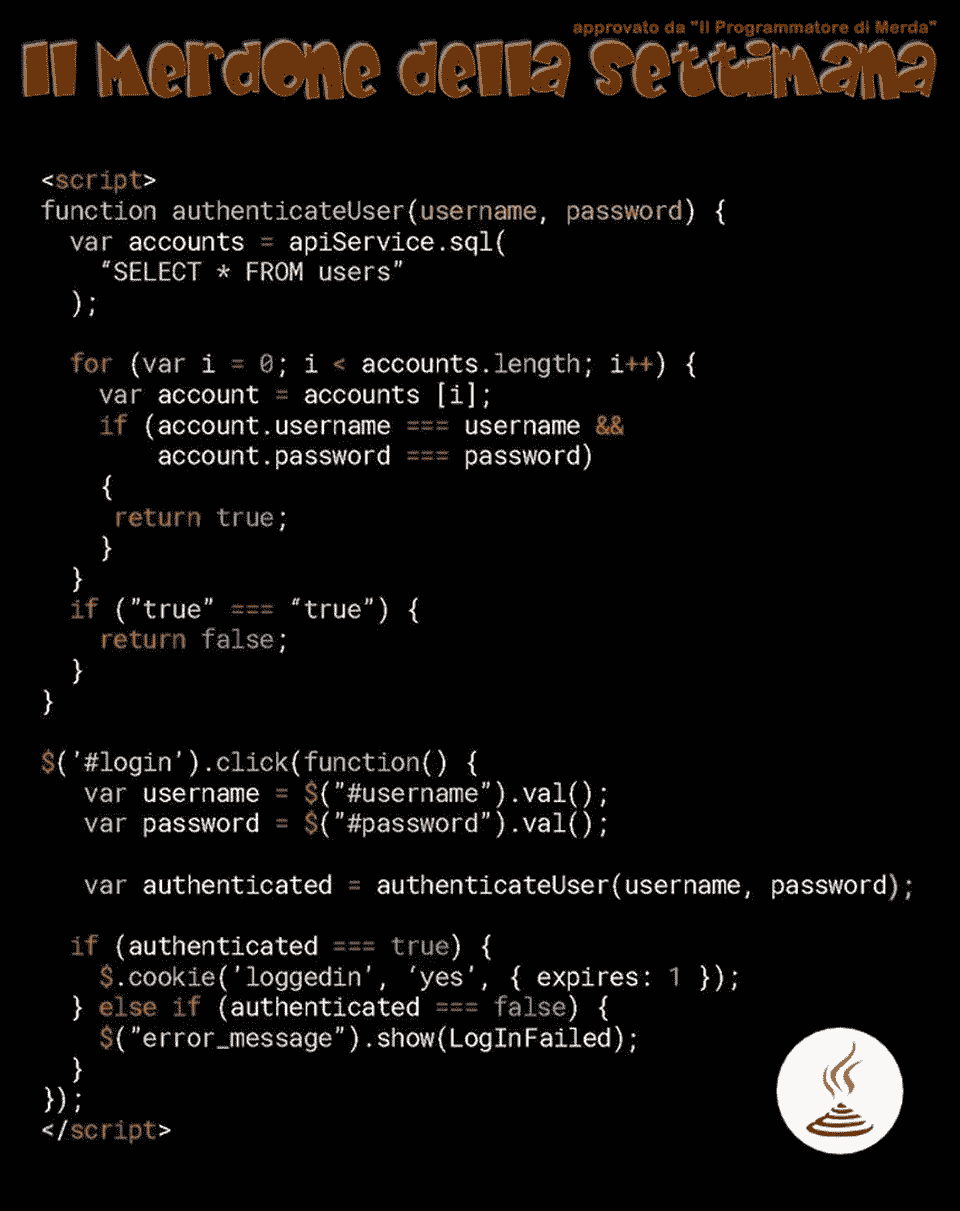 approvato da "Il Programmatore di Merda"
Il Merdone della Settimana
<script>
function authenticateUser(username, password) {
  var accounts = apiService.sql(
    “SELECT * FROM users”
  );

  for (var i = 0; i < accounts.length; i++) {
    var account = accounts [i];
    if (account.username === username &&
        account.password === password)
    {
     return true;
    }
  }
  if ("true" === “true") {
    return false;
  }
}

$('#login').click(function() {
   var username = $("#username").val();
   var password = $("#password").val();

   var authenticated = authenticateUser(username, password);

  if (authenticated === true) {
    $.cookie('loggedin’, ‘yes’, { expires: 1 });
  } else if (authenticated === false) {
    $("error_message").show(LogInFailed);
  }
});
</script>